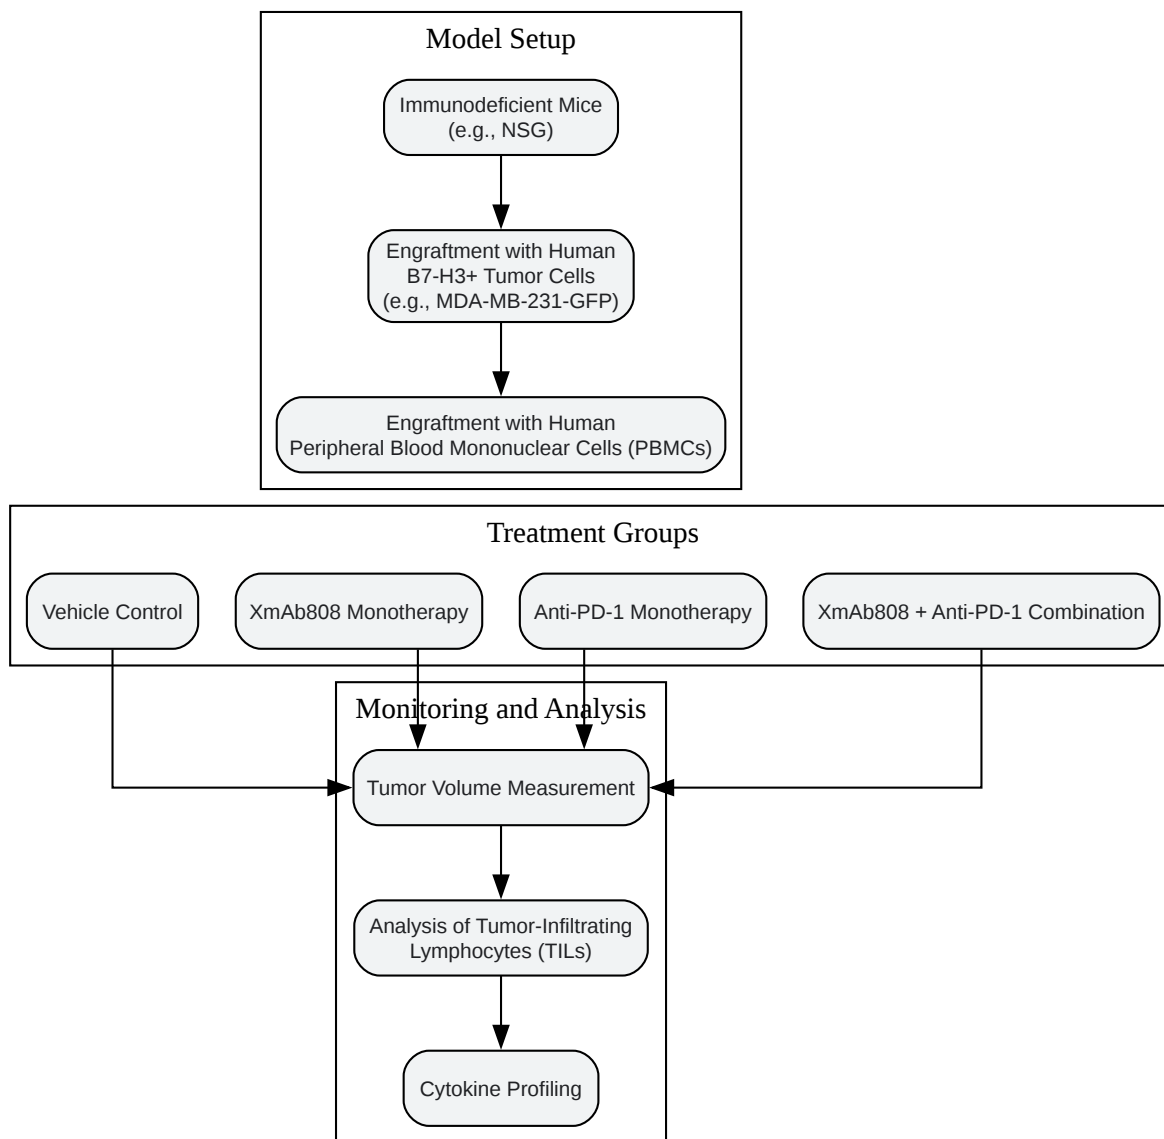 Model Setup
Immunodeficient Mice
(e.g., NSG)
Engraftment with Human
B7-H3+ Tumor Cells
(e.g., MDA-MB-231-GFP)
Engraftment with Human
Peripheral Blood Mononuclear Cells (PBMCs)
Treatment Groups
Vehicle Control
XmAb808 Monotherapy
Anti-PD-1 Monotherapy
XmAb808 + Anti-PD-1 Combination
Monitoring and Analysis
Tumor Volume Measurement
Analysis of Tumor-Infiltrating
Lymphocytes (TILs)
Cytokine Profiling